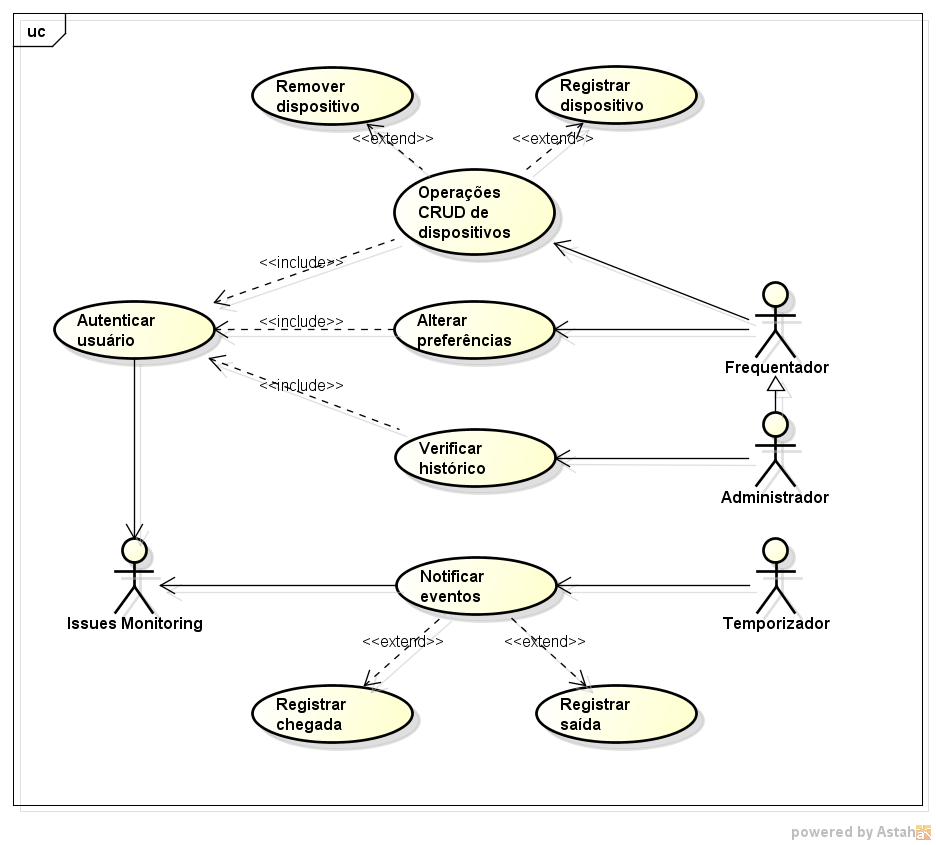 uc
Remover
dispositivo
Registrar
dispositivo
<<extend>>
<<extend>>
Operações
CRUD de
dispositivos
<<include>>
Autenticar
usuário
<<include>>
Alterar
preferências
Frequentador
<<include>>
Verificar
histórico
Administrador
Issues Monitoring
Notificar
eventos
Temporizador
<<extend>>
<<extend>>
Registrar
chegada
Registrar
saída
powered by Astah